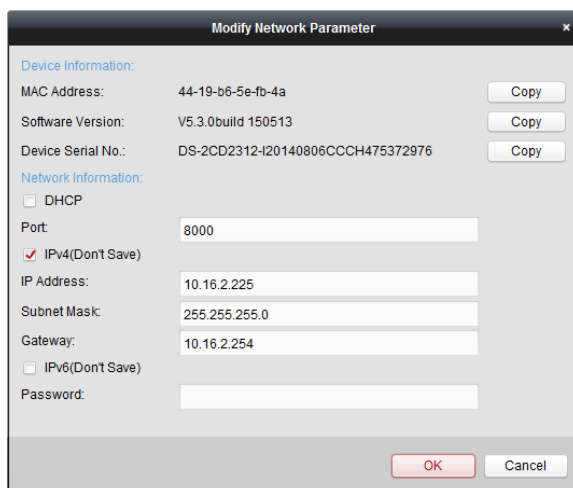 Modify Network Parameter ×
Device Information:
MAC Address: 44-19-b6-5e-fb-4a Copy
Software Version: V5.3.0build 150513 Copy
Device Serial No.: DS-2CD2312-I20140806CCCH475372976 Copy
Network Information:
DHCP
Port: 8000
IPv4(Don't Save)
IP Address: 10.16.2.225
Subnet Mask: 255.255.255.0
Gateway: 10.16.2.254
IPv6(Don't Save)
Password:
OK Cancel